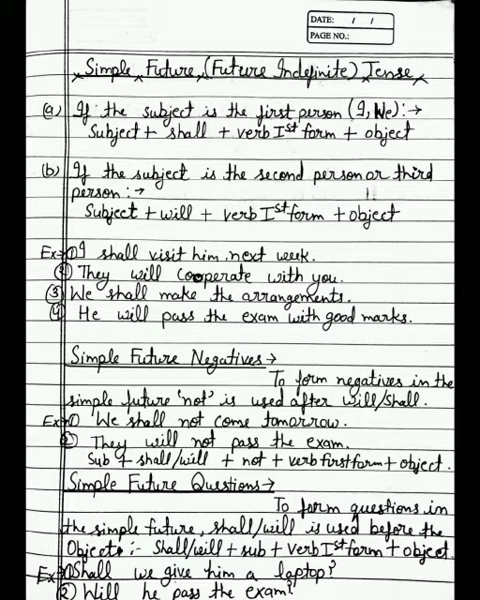 DATE: / /
PAGE NO.:
Simple Future (Future Indefinite) Tense
(a) If the subject is the first person (I, We):→
Subject + shall + verb Ist form + object
(b) If the subject is the second person or third
person:→
Subject + will + verb Ist form + object
Ex→① I shall visit him next week.
② They will cooperate with you.
③ We shall make the arrangements.
④ He will pass the exam with good marks.
Simple Future Negatives→
To form negatives in the
simple future 'not' is used after will/shall.
Ex→① We shall not come tomorrow.
② They will not pass the exam.
Sub + shall/will + not + verb first form + object.
Simple Future Questions→
To form questions in
the simple future, shall/will is used before the
Object :- Shall/will + sub + verb Ist form + object
Ex→① Shall we give him a laptop?
② Will he pass the exam?